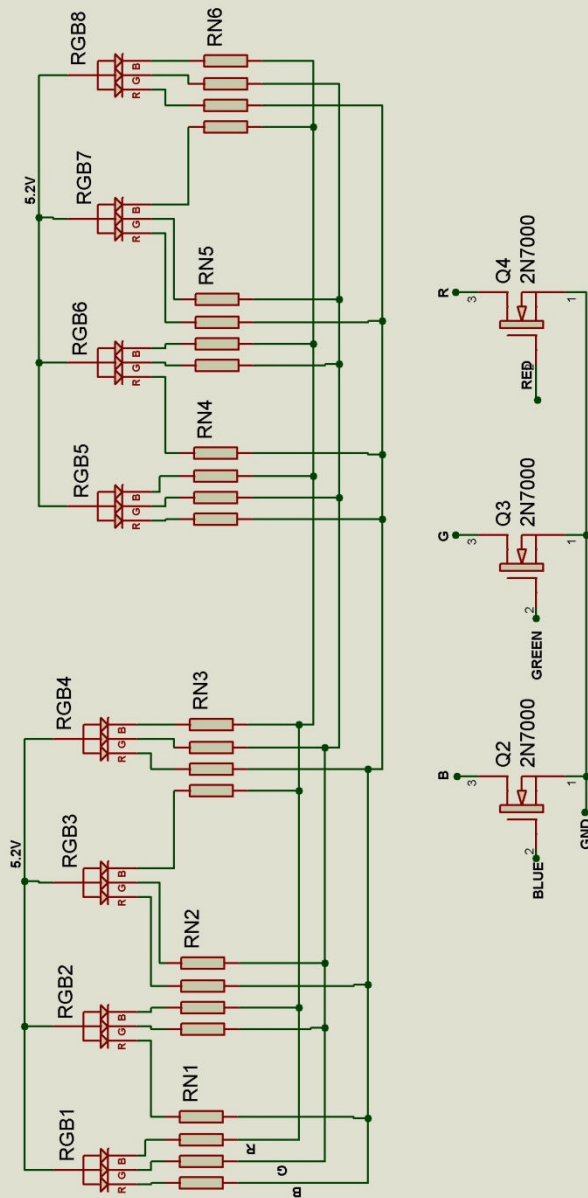 5.2V 5.2V
RGB1 RGB2 RGB3 RGB4 RGB5 RGB6 RGB7 RGB8
R G B R G B R G B R G B R G B R G B R G B R G B
RN1 RN2 RN3 RN4 RN5 RN6
R
G
B
B G R
3 3 3
Q2 Q3 Q4
2N7000 2N7000 2N7000
2 2
BLUE GREEN RED
1 1 1
GND